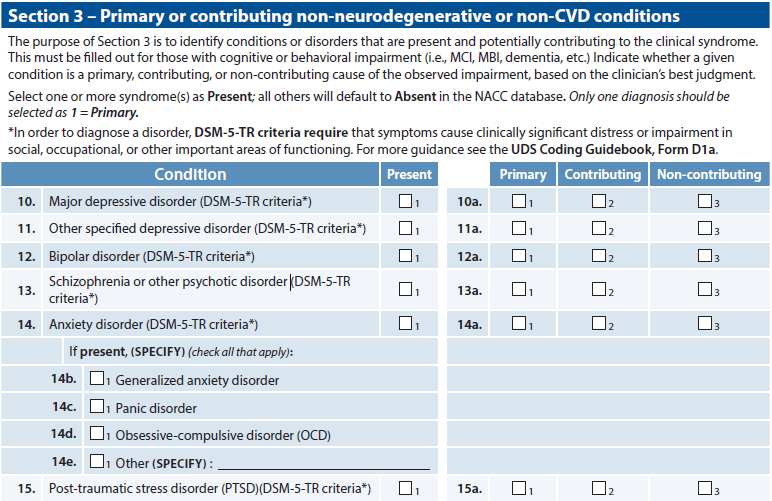 Section 3 – Primary or contributing non-neurodegenerative or non-CVD conditions
The purpose of Section 3 is to identify conditions or disorders that are present and potentially contributing to the clinical syndrome.
This must be filled out for those with cognitive or behavioral impairment (i.e., MCI, MBI, dementia, etc.) Indicate whether a given
condition is a primary, contributing, or non-contributing cause of the observed impairment, based on the clinician's best judgment.
Select one or more syndrome(s) as Present; all others will default to Absent in the NACC database. Only one diagnosis should be
selected as 1 = Primary.
*In order to diagnose a disorder, DSM-5-TR criteria require that symptoms cause clinically significant distress or impairment in
social, occupational, or other important areas of functioning. For more guidance see the UDS Coding Guidebook, Form D1a.
Condition Present Primary Contributing Non-contributing
10. Major depressive disorder (DSM-5-TR criteria*) 1 10a. 1 2 3
11. Other specified depressive disorder (DSM-5-TR criteria*) 1 11a. 1 2 3
12. Bipolar disorder (DSM-5-TR criteria*) 1 12a. 1 2 3
13. Schizophrenia or other psychotic disorder (DSM-5-TR
criteria*) 1 13a. 1 2 3
14. Anxiety disorder (DSM-5-TR criteria*) 1 14a. 1 2 3
If present, (SPECIFY) (check all that apply):
14b. 1 Generalized anxiety disorder
14c. 1 Panic disorder
14d. 1 Obsessive-compulsive disorder (OCD)
14e. 1 Other (SPECIFY) :
15. Post-traumatic stress disorder (PTSD)(DSM-5-TR criteria*) 1 15a. 1 2 3